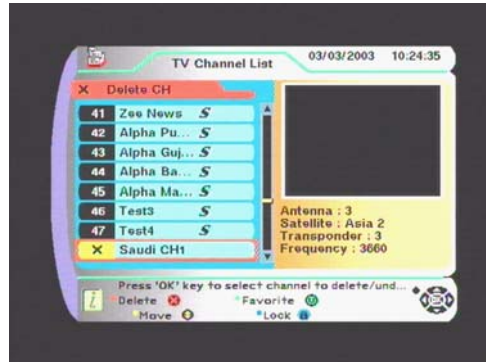 TV Channel List 03/03/2003 10:24:35
X Delete CH
41 Zee News S
42 Alpha Pu... S
43 Alpha Guj... S
44 Alpha Ba... S
45 Alpha Ma... S
46 Test3 S
47 Test4 S
X Saudi CH1
Antenna : 3
Satellite : Asia 2
Transponder : 3
Frequency : 3660
Press 'OK' key to select channel to delete/und...
Delete Favorite
Move Lock